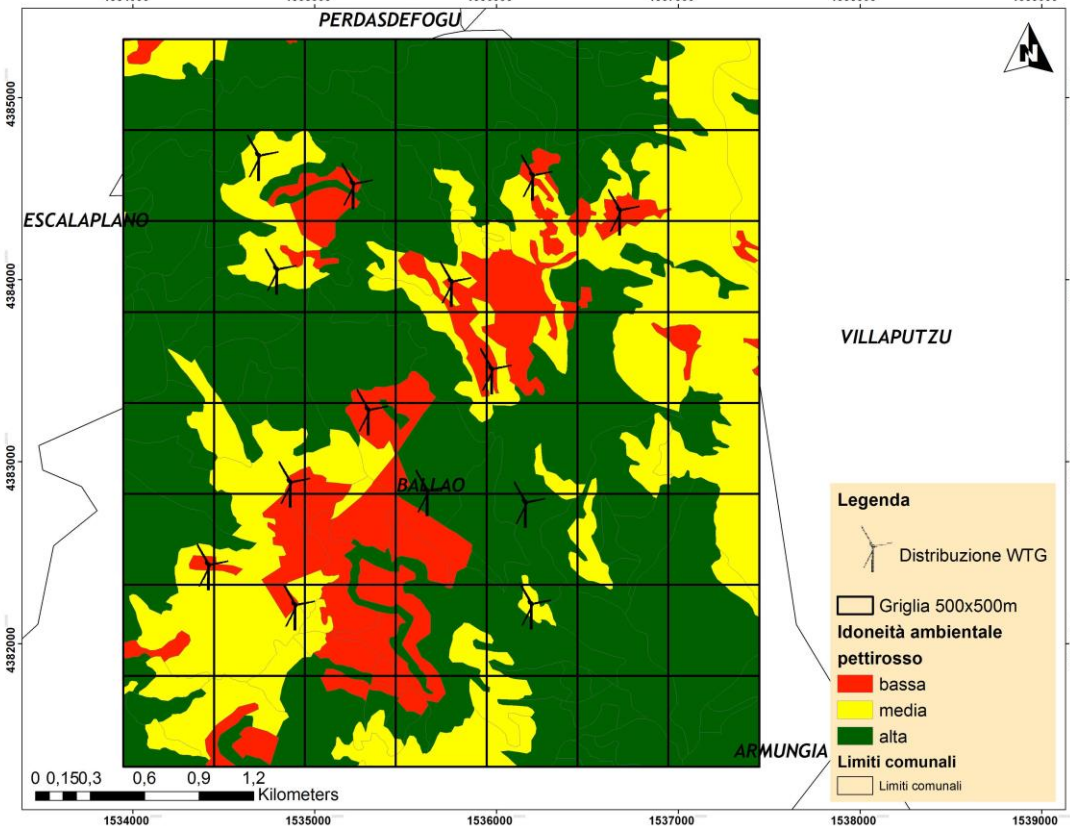 PERDASDEFOGU
N
4385000
ESCALAPLANO
4384000
VILLAPUTZU
4383000
BALLAO
4382000
ARMUNGIA
Legenda
Distribuzione WTG
Griglia 500x500m
Idoneità ambientale
pettirosso
bassa
media
alta
Limiti comunali
Limiti comunali
0 0,150,3 0,6 0,9 1,2
Kilometers
1534000 1535000 1536000 1537000 1538000 1539000